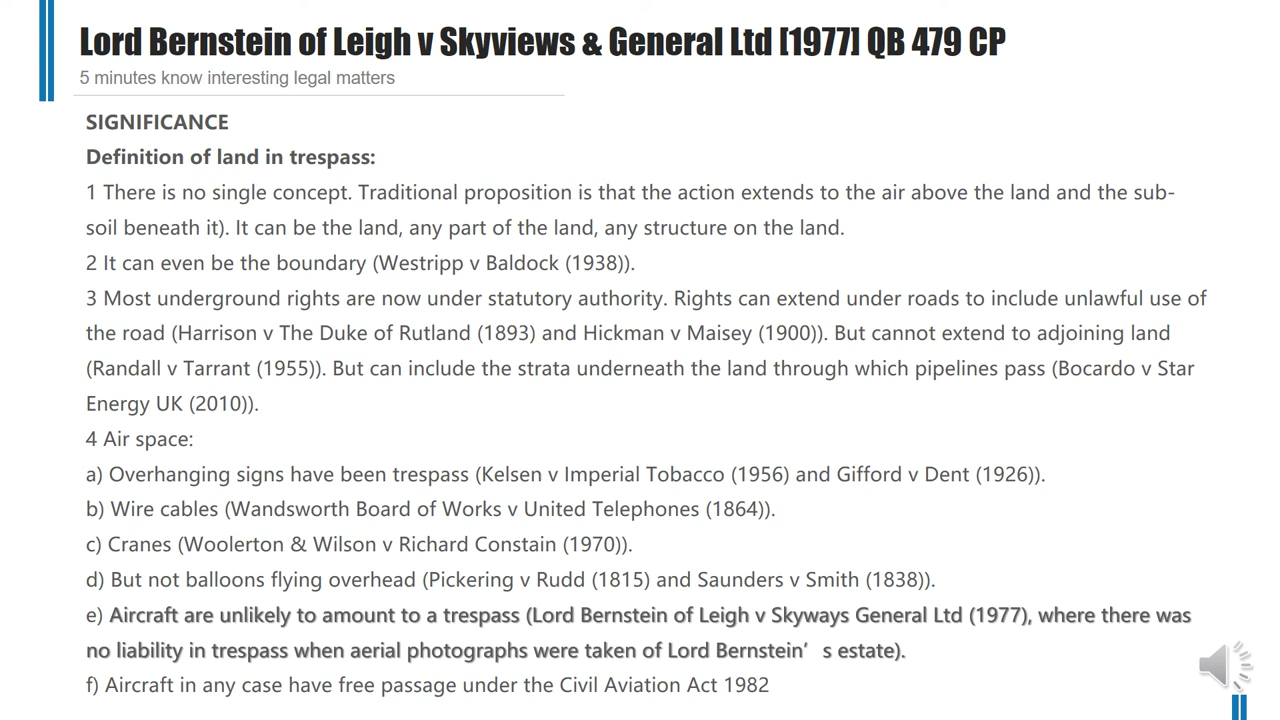 Lord Bernstein of Leigh v Skyviews & General Ltd [1977] QB 479 CP
5 minutes know interesting legal matters
SIGNIFICANCE
Definition of land in trespass:
1 There is no single concept. Traditional proposition is that the action extends to the air above the land and the sub-
soil beneath it). It can be the land, any part of the land, any structure on the land.
2 It can even be the boundary (Westripp v Baldock (1938)).
3 Most underground rights are now under statutory authority. Rights can extend under roads to include unlawful use of
the road (Harrison v The Duke of Rutland (1893) and Hickman v Maisey (1900)). But cannot extend to adjoining land
(Randall v Tarrant (1955)). But can include the strata underneath the land through which pipelines pass (Bocardo v Star
Energy UK (2010)).
4 Air space:
a) Overhanging signs have been trespass (Kelsen v Imperial Tobacco (1956) and Gifford v Dent (1926)).
b) Wire cables (Wandsworth Board of Works v United Telephones (1864)).
c) Cranes (Woolerton & Wilson v Richard Constain (1970)).
d) But not balloons flying overhead (Pickering v Rudd (1815) and Saunders v Smith (1838)).
e) Aircraft are unlikely to amount to a trespass (Lord Bernstein of Leigh v Skyways General Ltd (1977), where there was
no liability in trespass when aerial photographs were taken of Lord Bernstein’s estate).
f) Aircraft in any case have free passage under the Civil Aviation Act 1982